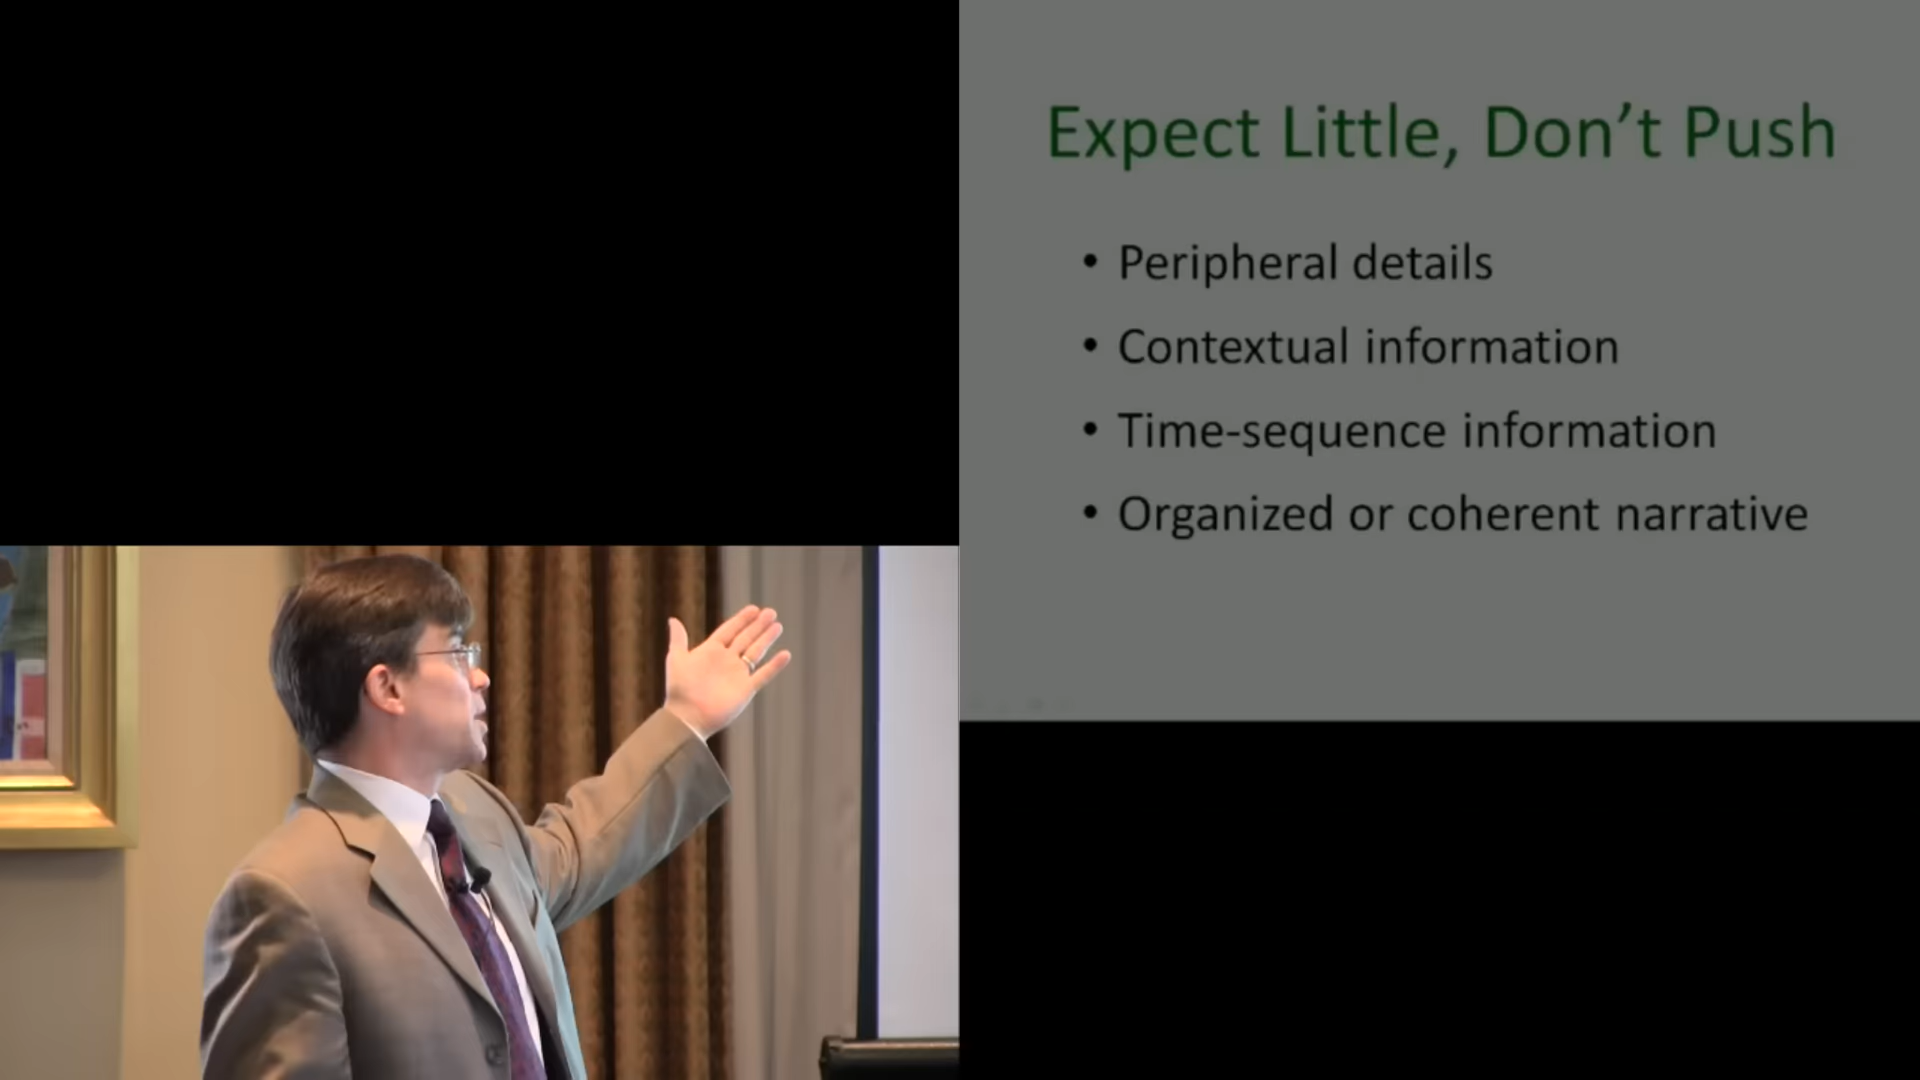 Expect Little, Don’t Push
• Peripheral details
• Contextual information
• Time-sequence information
• Organized or coherent narrative